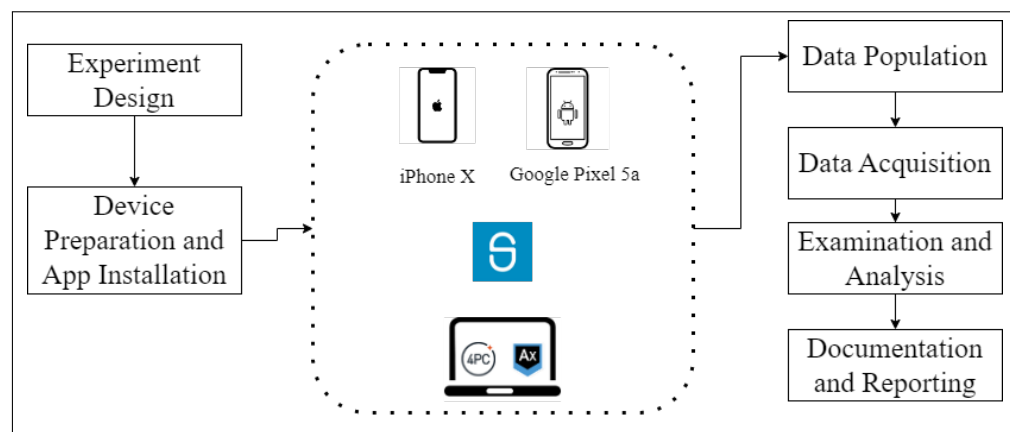 Experiment
Design
Device
Preparation and
App Installation
iPhone X
Google Pixel 5a
4PC
Ax
Data Population
Data Acquisition
Examination and
Analysis
Documentation
and Reporting